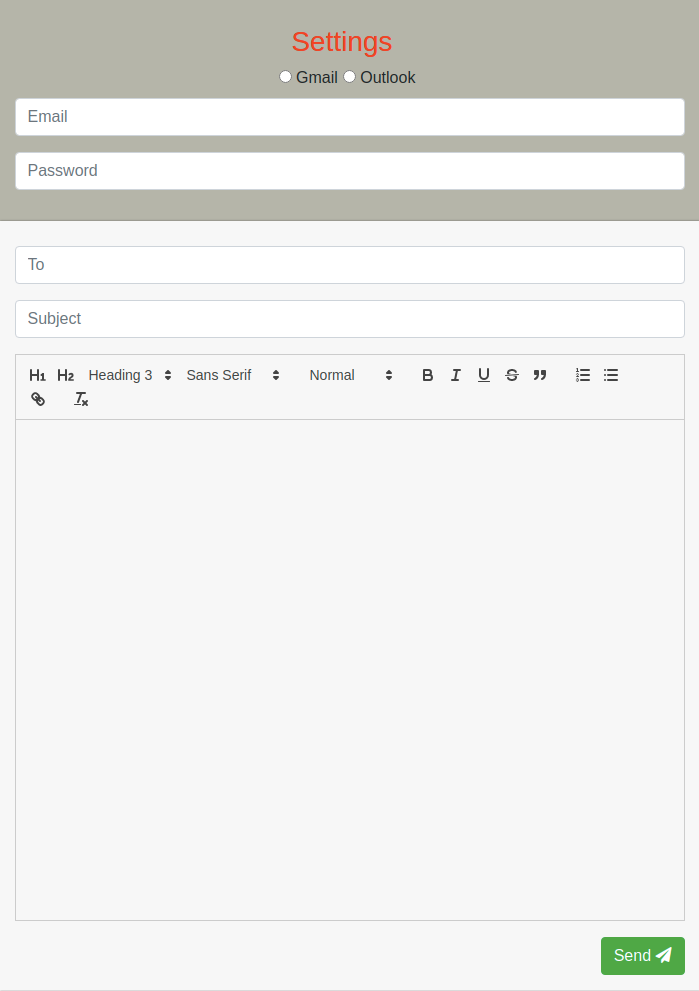 Settings
Gmail Outlook
Email
Password
To
Subject
H1 H2 Heading 3 Sans Serif Normal B I U S
Send